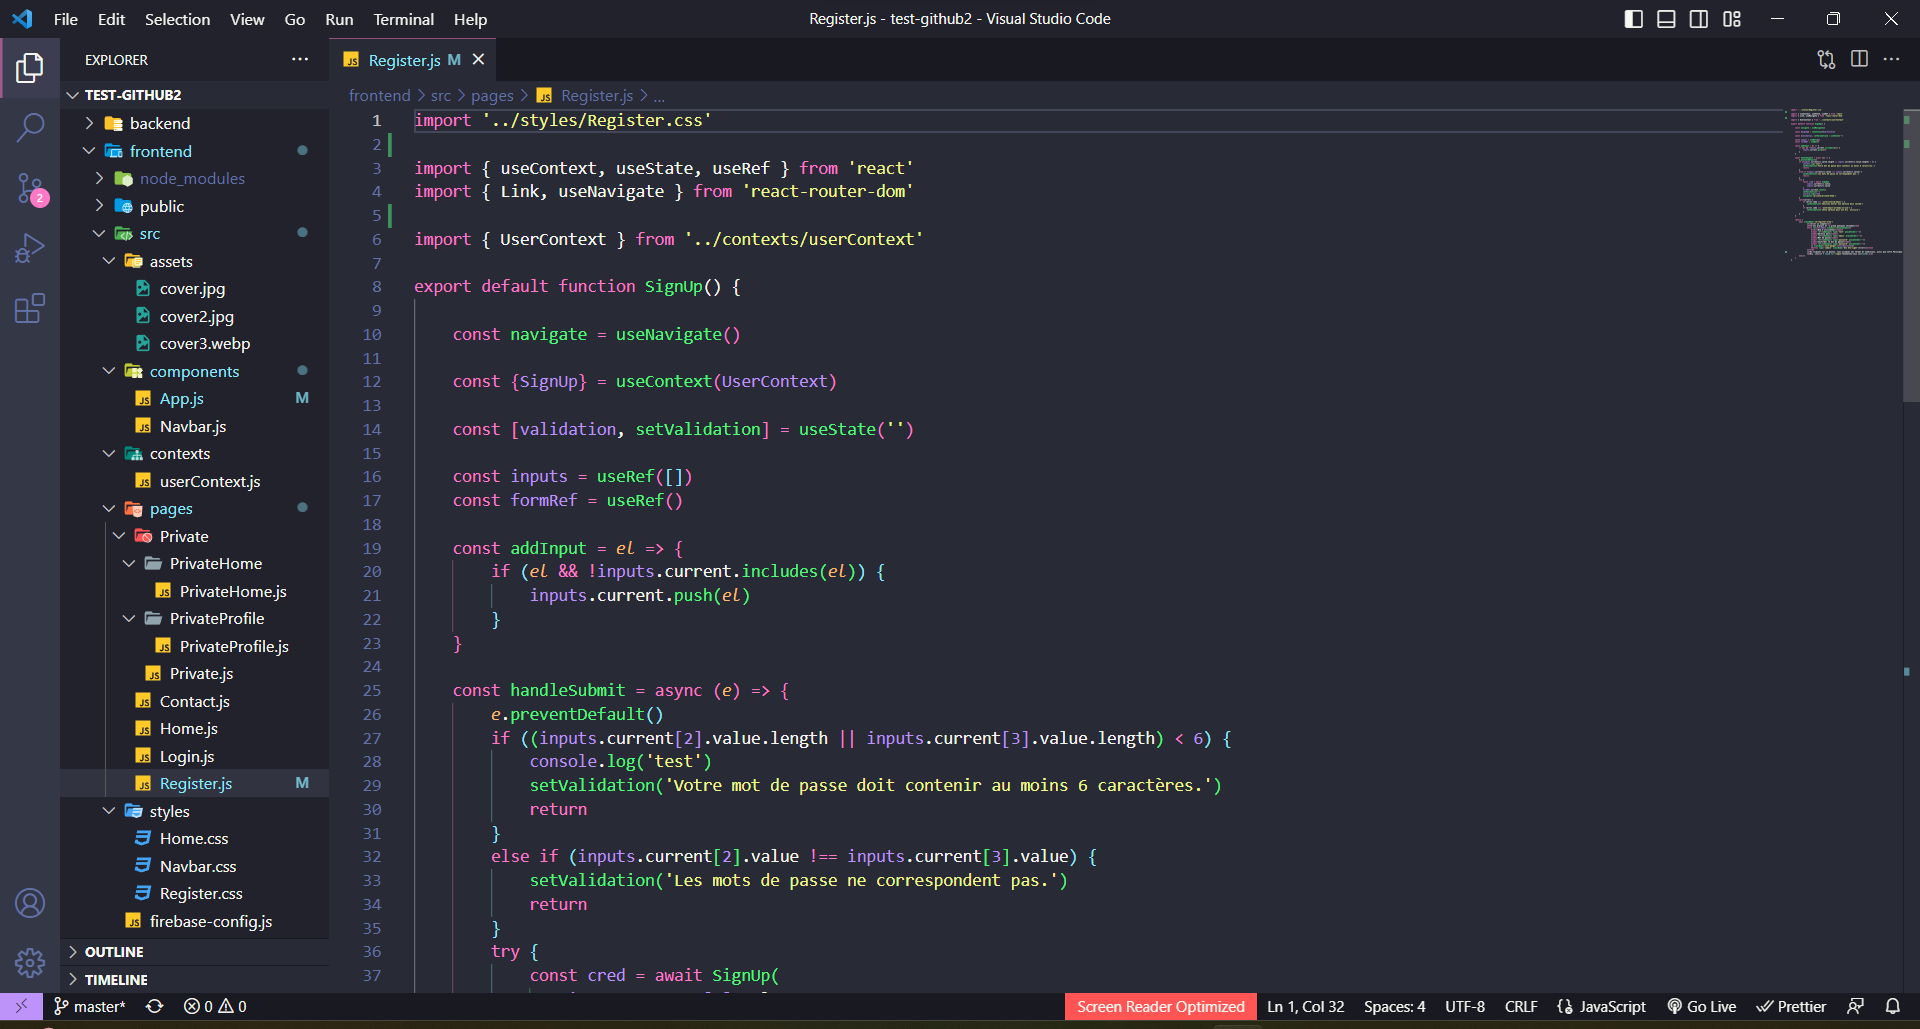 File Edit Selection View Go Run Terminal Help
Register.js - test-github2 - Visual Studio Code
EXPLORER
TEST-GITHUB2
backend
frontend
node_modules
public
src
assets
cover.jpg
cover2.jpg
cover3.webp
components
App.js M
Navbar.js
contexts
userContext.js
pages
Private
PrivateHome
PrivateHome.js
PrivateProfile
PrivateProfile.js
Private.js
Contact.js
Home.js
Login.js
Register.js M
styles
Home.css
Navbar.css
Register.css
firebase-config.js
OUTLINE
TIMELINE
2
JS Register.js M
frontend > src > pages > JS Register.js > ...
1 import '../styles/Register.css'
2
3 import { useContext, useState, useRef } from 'react'
4 import { Link, useNavigate } from 'react-router-dom'
5
6 import { UserContext } from '../contexts/userContext'
7
8 export default function SignUp() {
9
10 const navigate = useNavigate()
11
12 const {SignUp} = useContext(UserContext)
13
14 const [validation, setValidation] = useState('')
15
16 const inputs = useRef([])
17 const formRef = useRef()
18
19 const addInput = el => {
20 if (el && !inputs.current.includes(el)) {
21 inputs.current.push(el)
22 }
23 }
24
25 const handleSubmit = async (e) => {
26 e.preventDefault()
27 if ((inputs.current[2].value.length || inputs.current[3].value.length) < 6) {
28 console.log('test')
29 setValidation('Votre mot de passe doit contenir au moins 6 caractères.')
30 return
31 }
32 else if (inputs.current[2].value !== inputs.current[3].value) {
33 setValidation('Les mots de passe ne correspondent pas.')
34 return
35 }
36 try {
37 const cred = await SignUp(
master* 0 0
Screen Reader Optimized Ln 1, Col 32 Spaces: 4 UTF-8 CRLF {} JavaScript Go Live Prettier